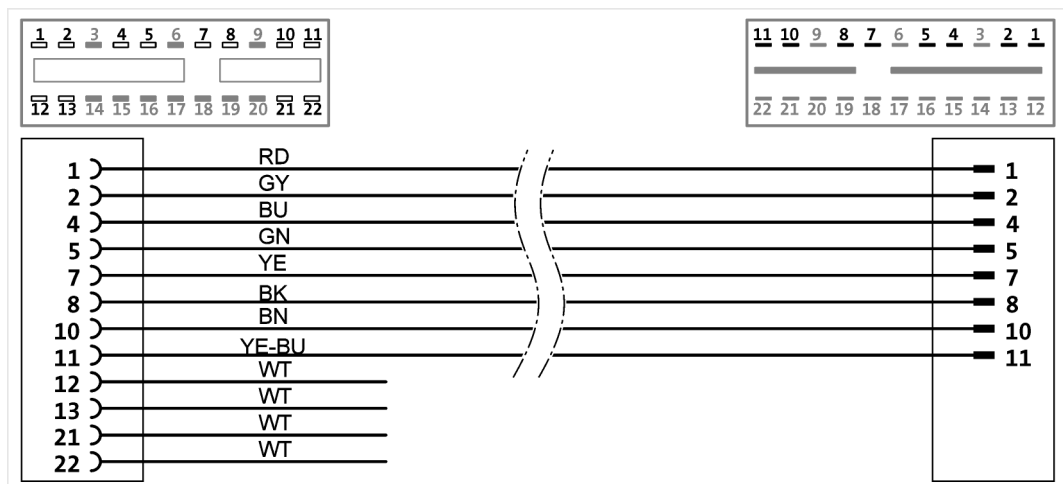 1 2 3 4 5 6 7 8 9 10 11
12 13 14 15 16 17 18 19 20 21 22
11 10 9 8 7 6 5 4 3 2 1
22 21 20 19 18 17 16 15 14 13 12
1 RD 1
2 GY 2
4 BU 4
5 GN 5
7 YE 7
8 BK 8
10 BN 10
11 YE-BU 11
12 WT
13 WT
21 WT
22 WT